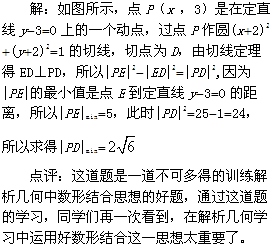 解：如图所示，点 P（x，3）是在定直
线 y-3=0 上的一个动点，过点 P 作圆(x+2)²
+(y+2)²=1 的切线，切点为 D，由切线定理
得 ED⊥PD，所以|PE|²-|ED|²=|PD|²,因为
|PE|的最小值是点 E 到定直线 y-3=0 的距
离，所以|PE|min=5，此时|PD|²=25-1=24，
所以求得|PD|min=2√6
点评：这道题是一道不可多得的训练解
析几何中数形结合思想的好题，通过这道题
的学习，同学们再一次看到，在解析几何学
习中运用好数形结合这一思想太重要了。